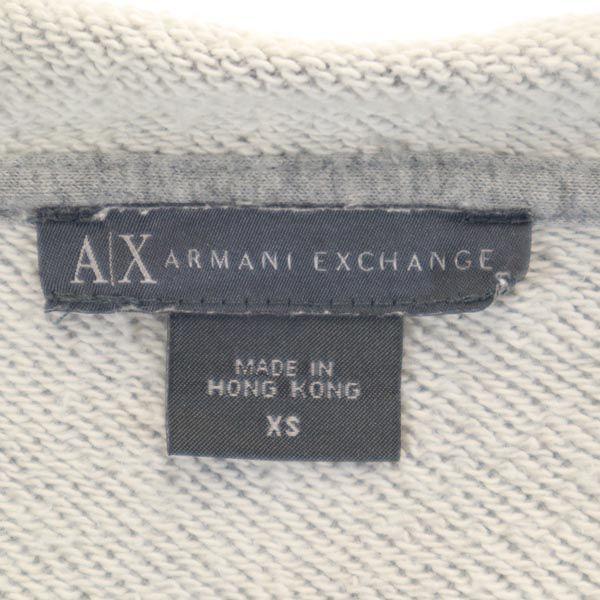 A|X ARMANI EXCHANGE
MADE IN
HONG KONG
XS